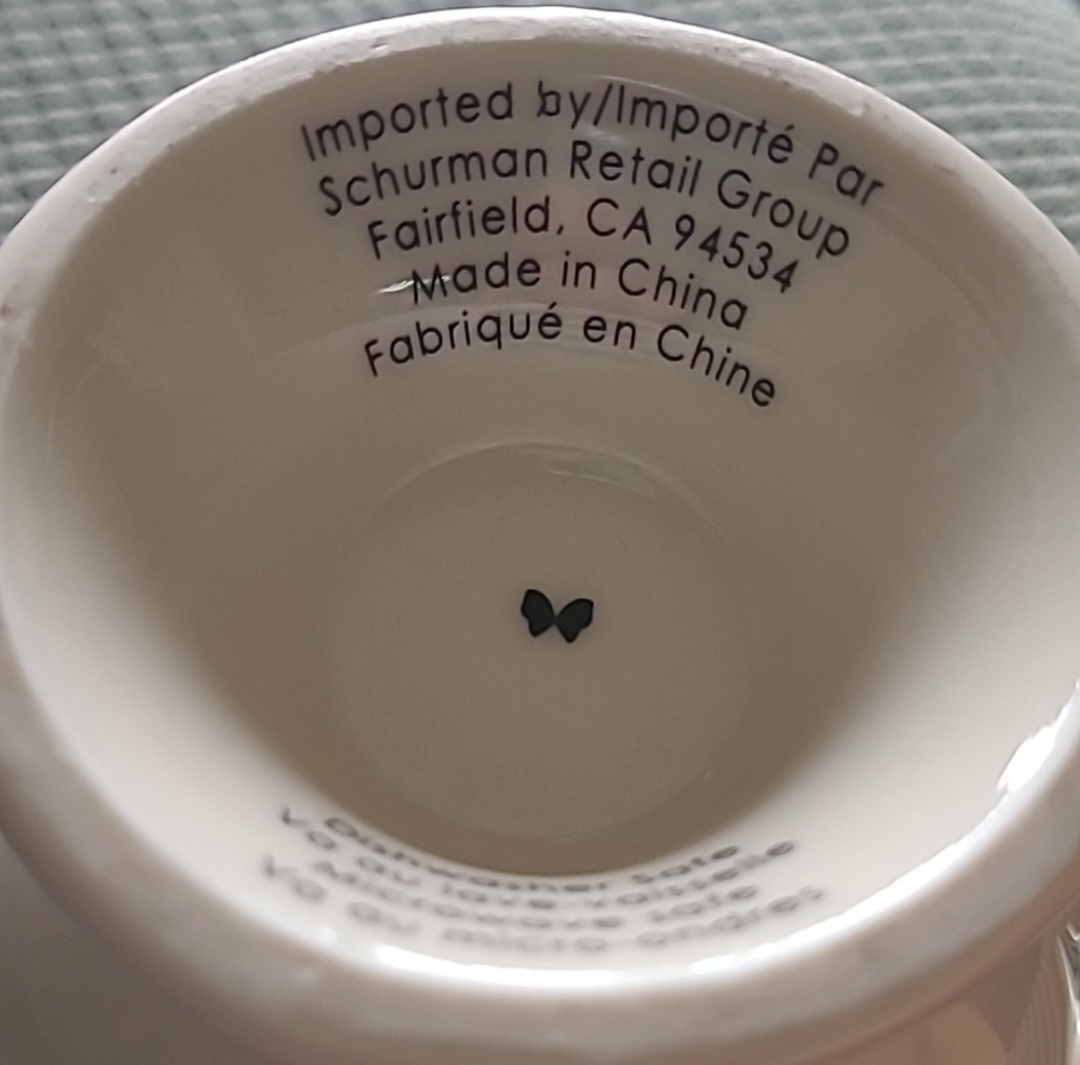 Imported by/Importé Par
Schurman Retail Group
Fairfield, CA 94534
Made in China
Fabriqué en Chine
Dishwasher Safe
Va au lave-vaisselle
Microwave safe
Va au micro-ondres